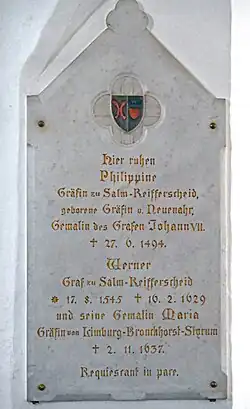 Hier ruhen
Philippine
Gräfin zu Salm-Reifferscheid,
geborene Gräfin v. Neuenahr,
Gemalin des Grafen Johann VII.
✝ 27. 6. 1494.
Werner
Graf zu Salm-Reifferscheid
✵ 17. 8. 1545 ✝ 16. 2. 1629
und seine Gemalin Maria
Gräfin von Limburg-Bronckhorst-Styrum
✝ 2. 11. 1637.
Requiescant in pace.